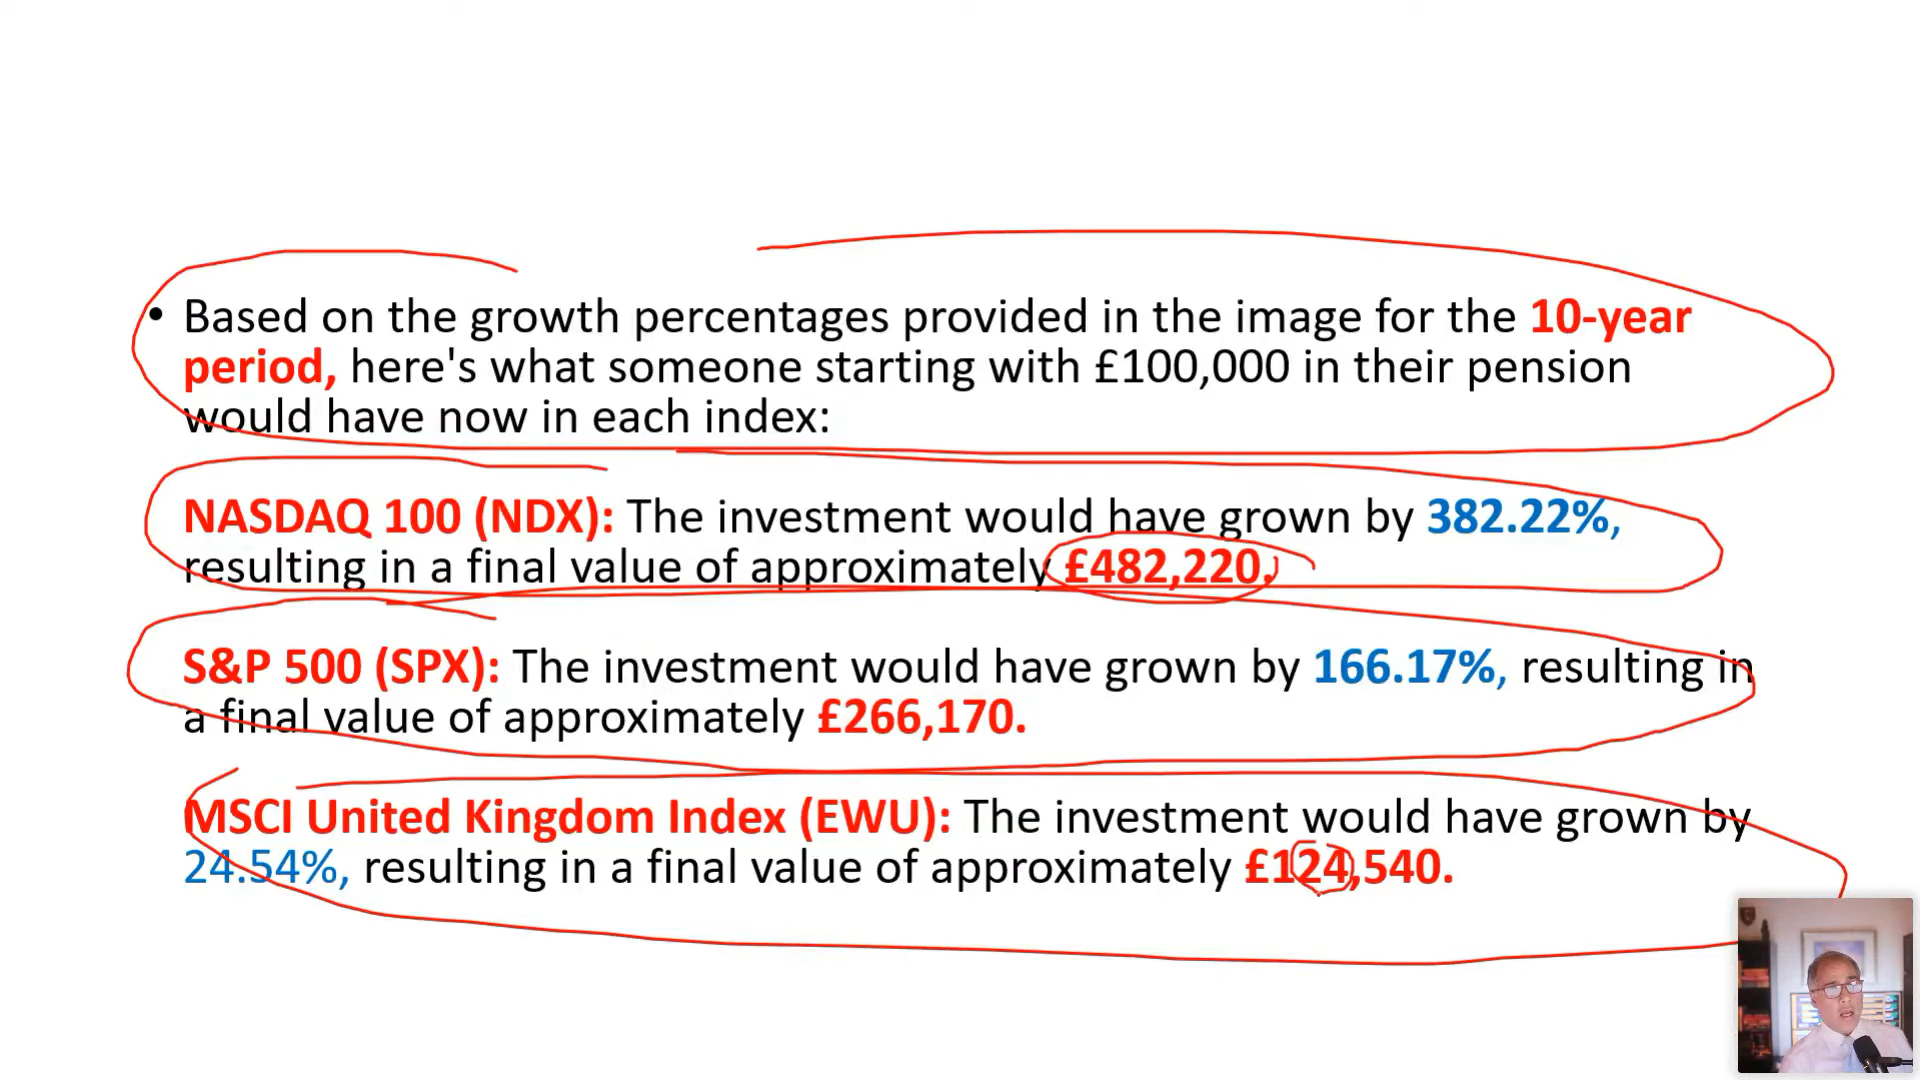 • Based on the growth percentages provided in the image for the 10-year
period, here's what someone starting with £100,000 in their pension
would have now in each index:
NASDAQ 100 (NDX): The investment would have grown by 382.22%,
resulting in a final value of approximately £482,220.
S&P 500 (SPX): The investment would have grown by 166.17%, resulting in
a final value of approximately £266,170.
MSCI United Kingdom Index (EWU): The investment would have grown by
24.54%, resulting in a final value of approximately £124,540.